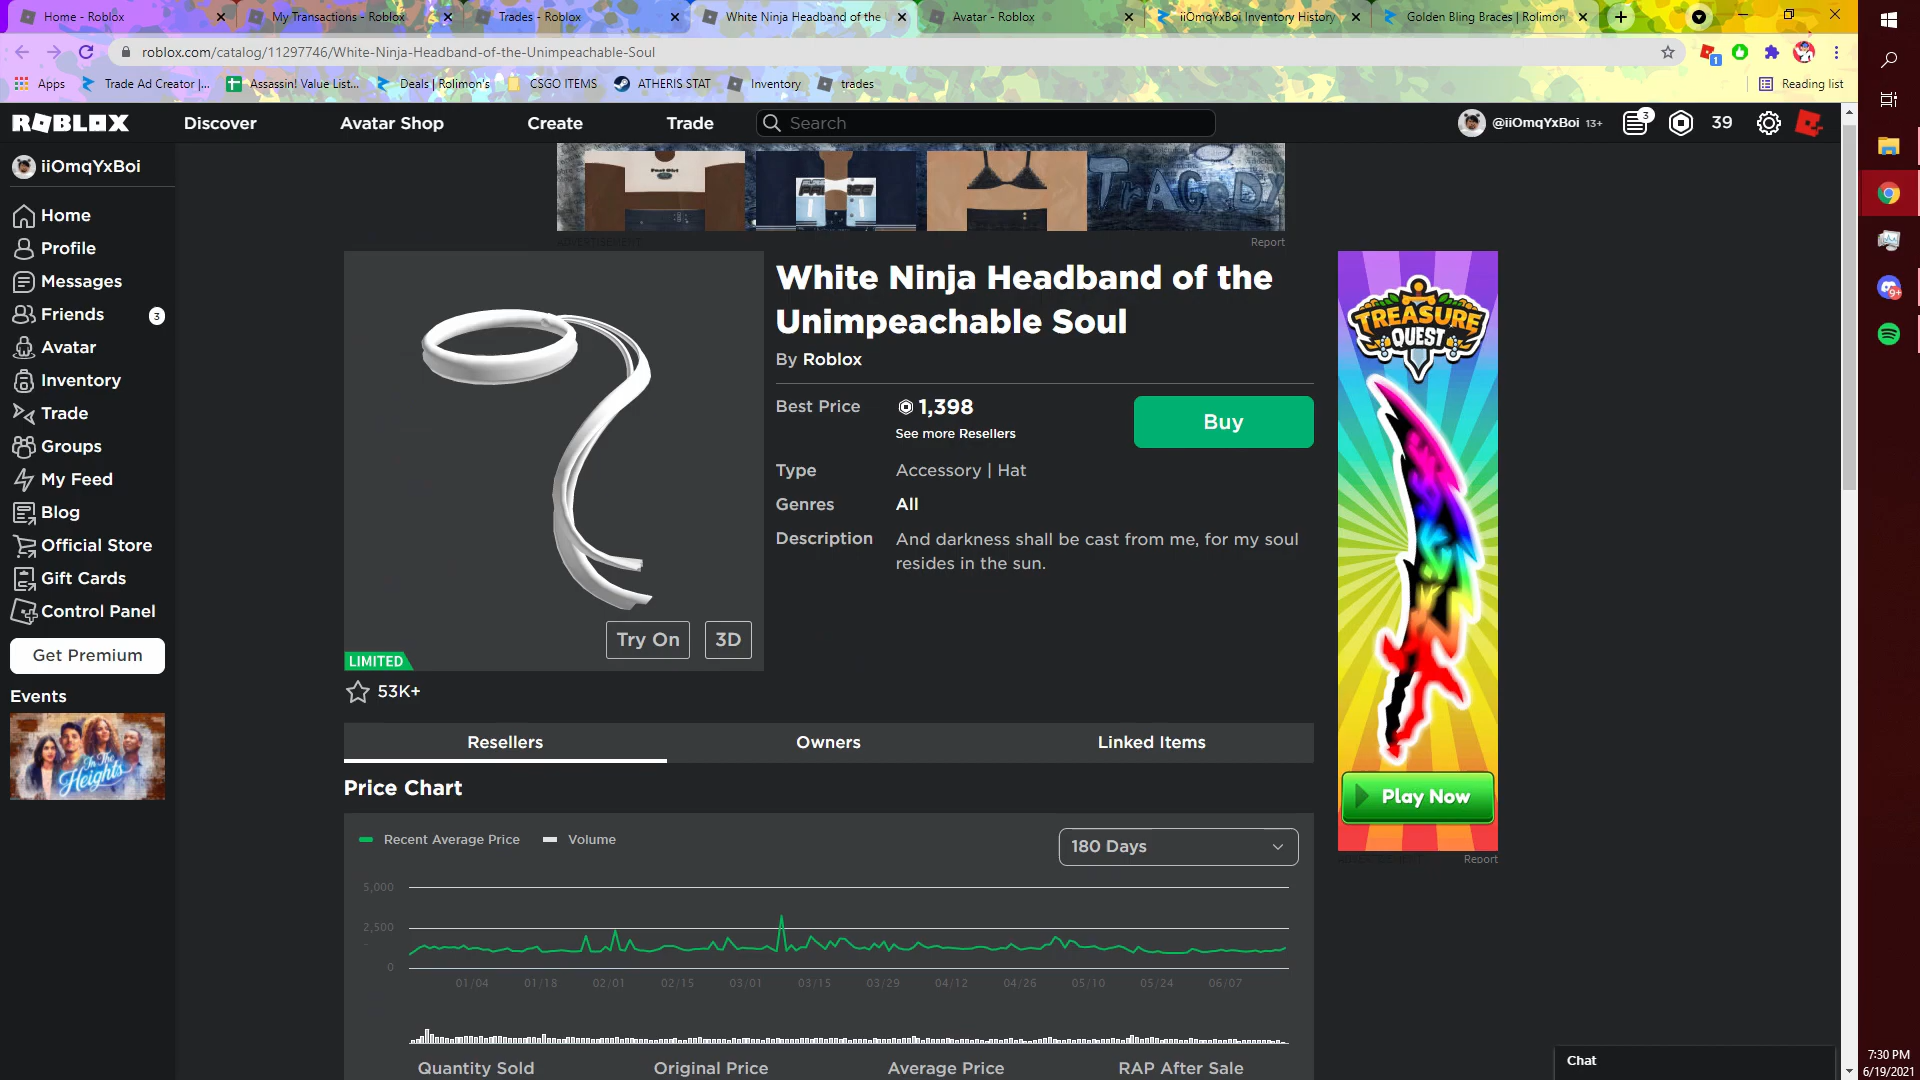 Home - Roblox
My Transactions - Roblox
Trades - Roblox
White Ninja Headband of the
Avatar - Roblox
iiOmqYxBoi Inventory History
Golden Bling Braces | Rolimon
roblox.com/catalog/11297746/White-Ninja-Headband-of-the-Unimpeachable-Soul
1
Apps
Trade Ad Creator |...
Assassin! Value List...
Deals | Rolimon's
CSGO ITEMS
ATHERIS STAT
Inventory
trades
Reading list
ROBLOX
Discover
Avatar Shop
Create
Trade
Search
@iiOmqYxBoi 13+
3
39
iiOmqYxBoi
Home
Profile
Messages
Friends
3
Avatar
Inventory
Trade
Groups
My Feed
Blog
Official Store
Gift Cards
Control Panel
Get Premium
Events
In The Heights
TrAGeDY
ADVERTISEMENT
Report
White Ninja Headband of the
Unimpeachable Soul
By Roblox
Best Price
1,398
See more Resellers
Buy
Type
Accessory | Hat
Genres
All
Description
And darkness shall be cast from me, for my soul
resides in the sun.
Try On
3D
LIMITED
53K+
Resellers
Owners
Linked Items
Price Chart
Recent Average Price
Volume
180 Days
5,000
2,500
0
01/04
01/18
02/01
02/15
03/01
03/15
03/29
04/12
04/26
05/10
05/24
06/07
Quantity Sold
Original Price
Average Price
RAP After Sale
TREASURE
QUEST
Play Now
ADVERTISEMENT
Report
Chat
9+
7:30 PM
6/19/2021